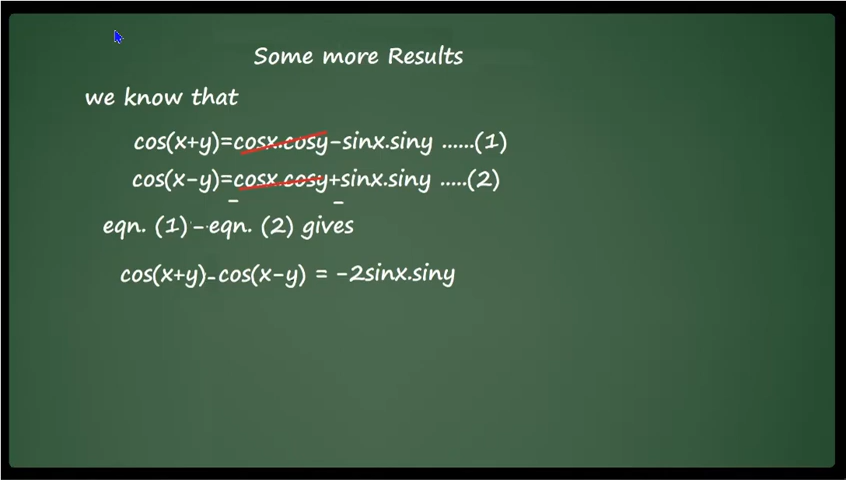 Some more Results
we know that
cos(x+y)=cosx.cosy-sinx.siny ......(1)
cos(x-y)=cosx.cosy+sinx.siny .....(2)
- -
eqn. (1)-eqn. (2) gives
cos(x+y)-cos(x-y) = -2sinx.siny